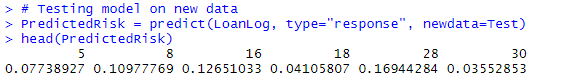 > # Testing model on new data
> PredictedRisk = predict(LoanLog, type="response", newdata=Test)
> head(PredictedRisk)
5 8 16 18 28 30
0.07738927 0.10977769 0.12651033 0.04105807 0.16944284 0.03552853